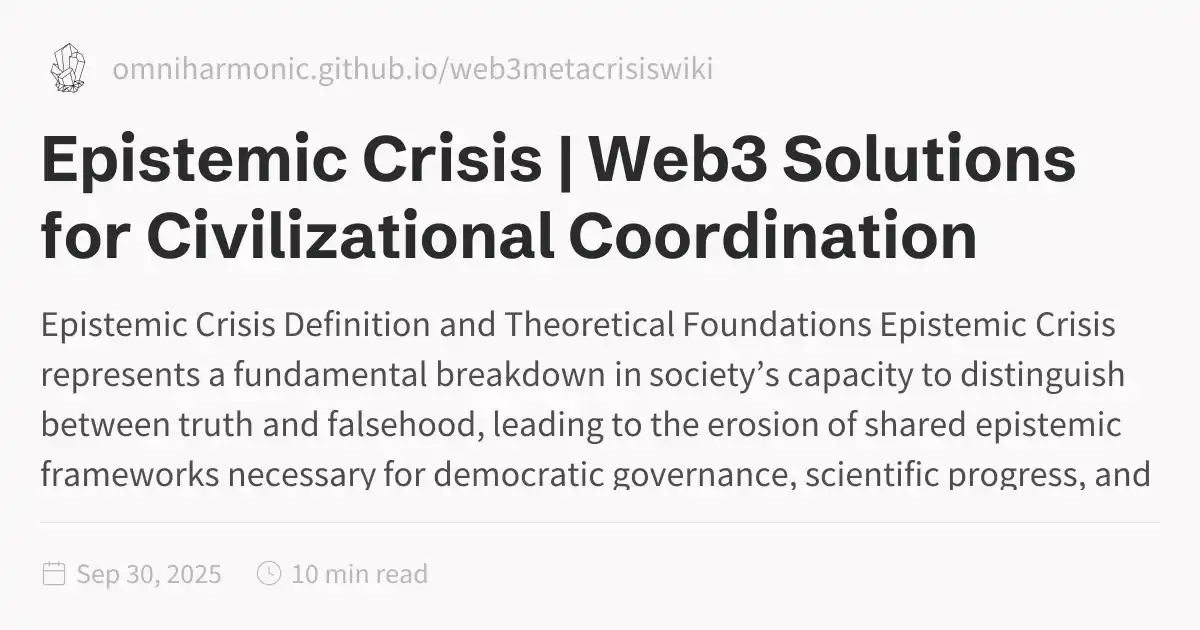 omniharmonic.github.io/web3metacrisiswiki
Epistemic Crisis | Web3 Solutions
for Civilizational Coordination
Epistemic Crisis Definition and Theoretical Foundations Epistemic Crisis
represents a fundamental breakdown in society’s capacity to distinguish
between truth and falsehood, leading to the erosion of shared epistemic
frameworks necessary for democratic governance, scientific progress, and
Sep 30, 2025 10 min read